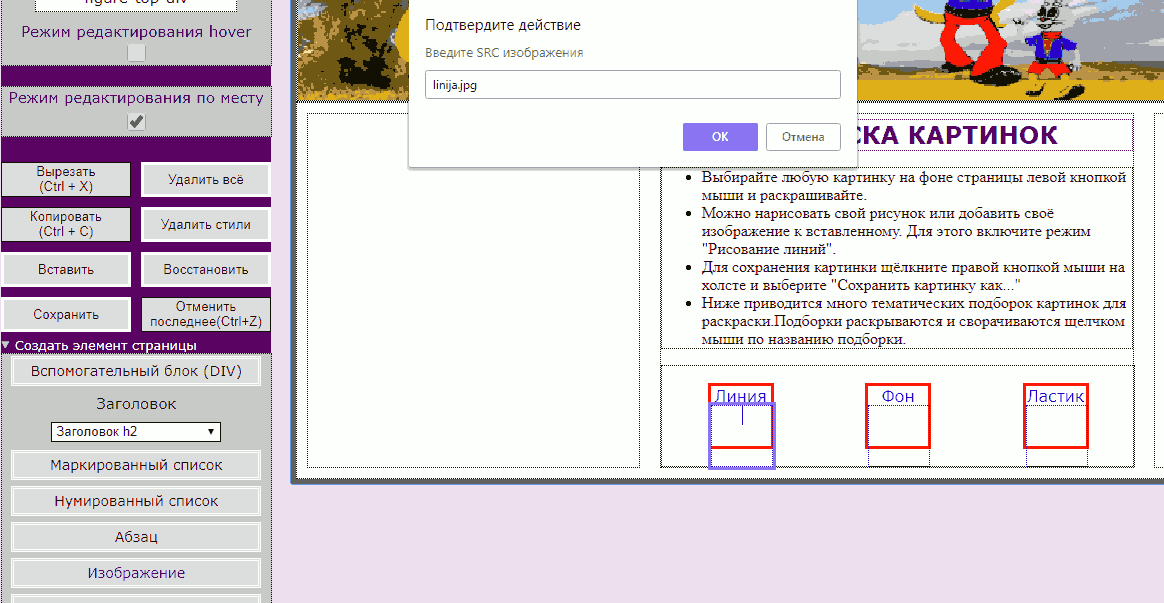 figure-top-div
Режим редактирования hover
Режим редактирования по месту
Вырезать
(Ctrl + X)
Удалить всё
Копировать
(Ctrl + C)
Удалить стили
Вставить
Восстановить
Сохранить
Отменить
последнее(Ctrl+Z)
Создать элемент страницы
Вспомогательный блок (DIV)
Заголовок
Заголовок h2
Маркированный список
Нумированный список
Абзац
Изображение
Подтвердите действие
Введите SRC изображения
linija.jpg
OK
Отмена
СКА КАРТИНОК
Выбирайте любую картинку на фоне страницы левой кнопкой
мыши и раскрашивайте.
Можно нарисовать свой рисунок или добавить своё
изображение к вставленному. Для этого включите режим
"Рисование линий".
Для сохранения картинки щёлкните правой кнопкой мыши на
холсте и выберите "Сохранить картинку как..."
Ниже приводится много тематических подборок картинок для
раскраски.Подборки раскрываются и сворачиваются щелчком
мыши по названию подборки.
Линия
Фон
Ластик